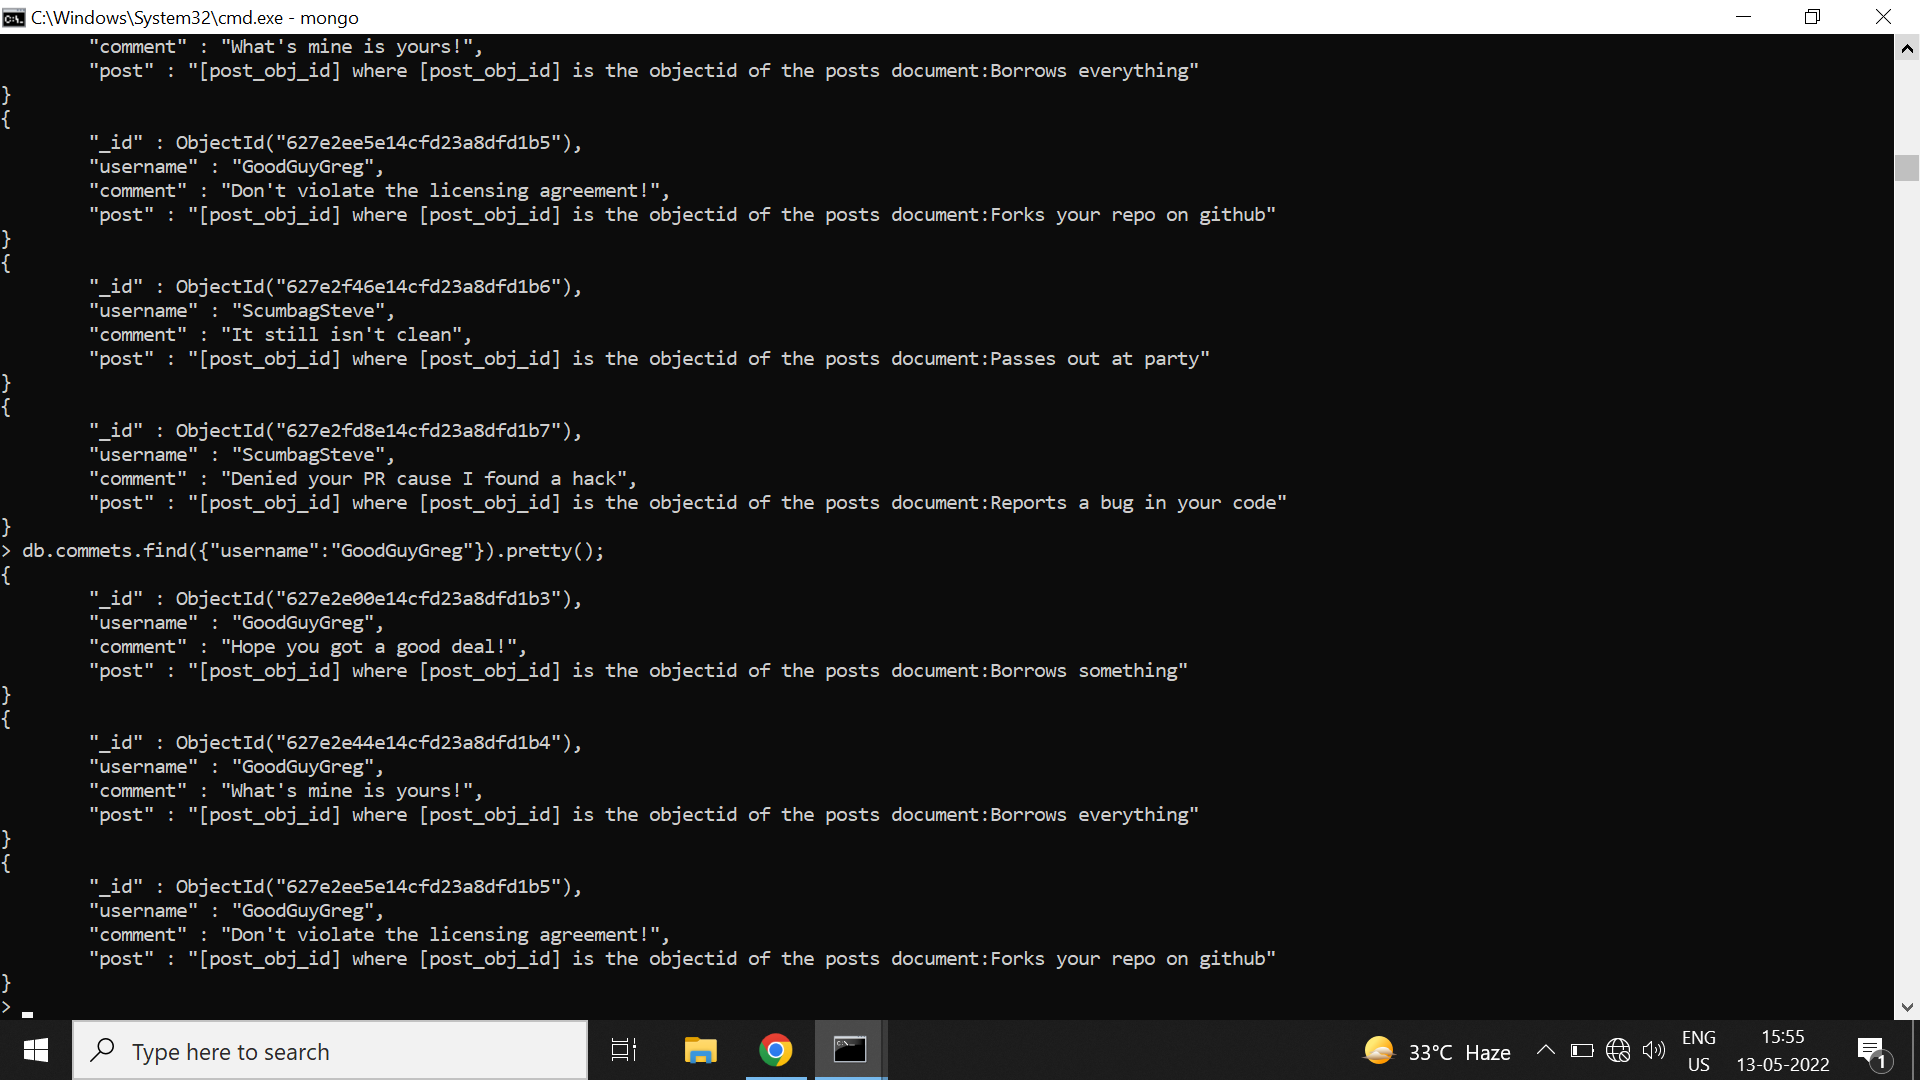 C:\Windows\System32\cmd.exe - mongo
"comment" : "What's mine is yours!",
"post" : "[post_obj_id] where [post_obj_id] is the objectid of the posts document:Borrows everything"
}
{
"_id" : ObjectId("627e2ee5e14cfd23a8dfd1b5"),
"username" : "GoodGuyGreg",
"comment" : "Don't violate the licensing agreement!",
"post" : "[post_obj_id] where [post_obj_id] is the objectid of the posts document:Forks your repo on github"
}
{
"_id" : ObjectId("627e2f46e14cfd23a8dfd1b6"),
"username" : "ScumbagSteve",
"comment" : "It still isn't clean",
"post" : "[post_obj_id] where [post_obj_id] is the objectid of the posts document:Passes out at party"
}
{
"_id" : ObjectId("627e2fd8e14cfd23a8dfd1b7"),
"username" : "ScumbagSteve",
"comment" : "Denied your PR cause I found a hack",
"post" : "[post_obj_id] where [post_obj_id] is the objectid of the posts document:Reports a bug in your code"
}
> db.commets.find({"username":"GoodGuyGreg"}).pretty();
{
"_id" : ObjectId("627e2e00e14cfd23a8dfd1b3"),
"username" : "GoodGuyGreg",
"comment" : "Hope you got a good deal!",
"post" : "[post_obj_id] where [post_obj_id] is the objectid of the posts document:Borrows something"
}
{
"_id" : ObjectId("627e2e44e14cfd23a8dfd1b4"),
"username" : "GoodGuyGreg",
"comment" : "What's mine is yours!",
"post" : "[post_obj_id] where [post_obj_id] is the objectid of the posts document:Borrows everything"
}
{
"_id" : ObjectId("627e2ee5e14cfd23a8dfd1b5"),
"username" : "GoodGuyGreg",
"comment" : "Don't violate the licensing agreement!",
"post" : "[post_obj_id] where [post_obj_id] is the objectid of the posts document:Forks your repo on github"
}
>
Type here to search
33°C Haze
ENG
US
15:55
13-05-2022
1